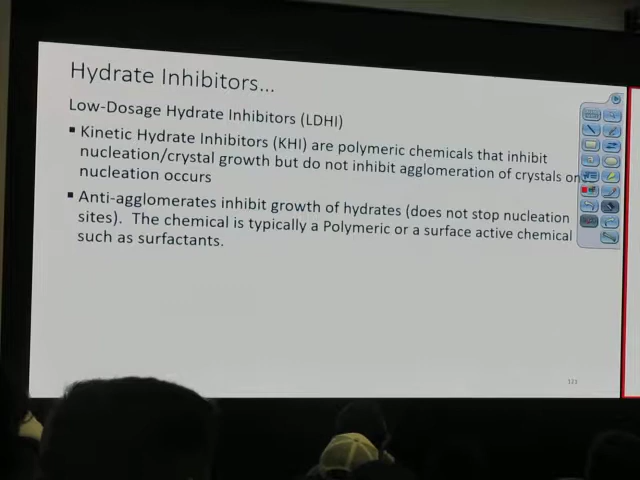 Hydrate Inhibitors...
Low-Dosage Hydrate Inhibitors (LDHI)
▪ Kinetic Hydrate Inhibitors (KHI) are polymeric chemicals that inhibit
nucleation/crystal growth but do not inhibit agglomeration of crystals
nucleation occurs
▪ Anti-agglomerates inhibit growth of hydrates (does not stop nucleation
sites). The chemical is typically a Polymeric or a surface active chemical
such as surfactants.